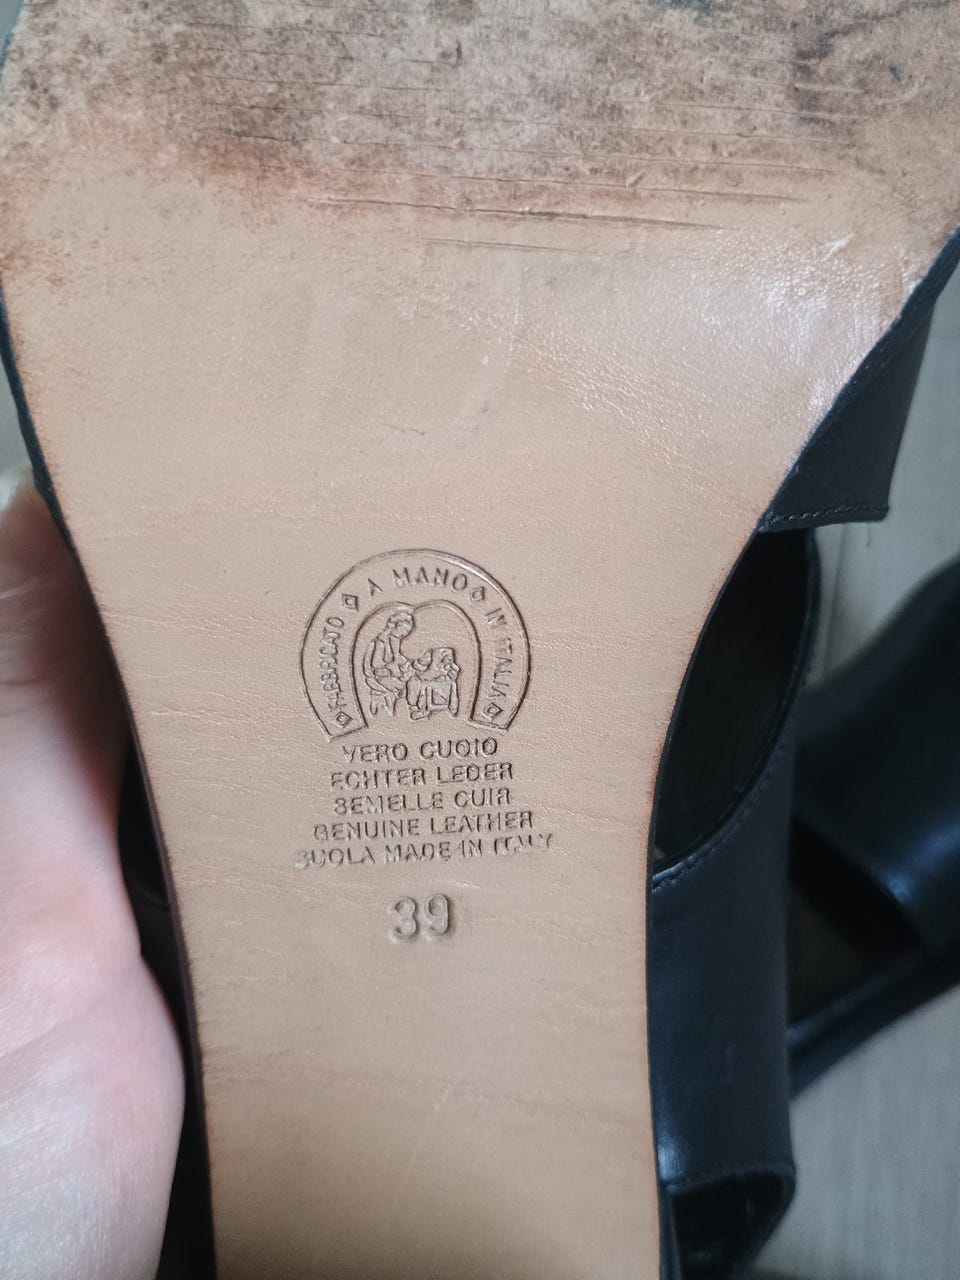 FABBRICATO A MANO IN ITALIA
VERO CUOIO
ECHTER LEDER
SEMELLE CUIR
GENUINE LEATHER
SUOLA MADE IN ITALY
39